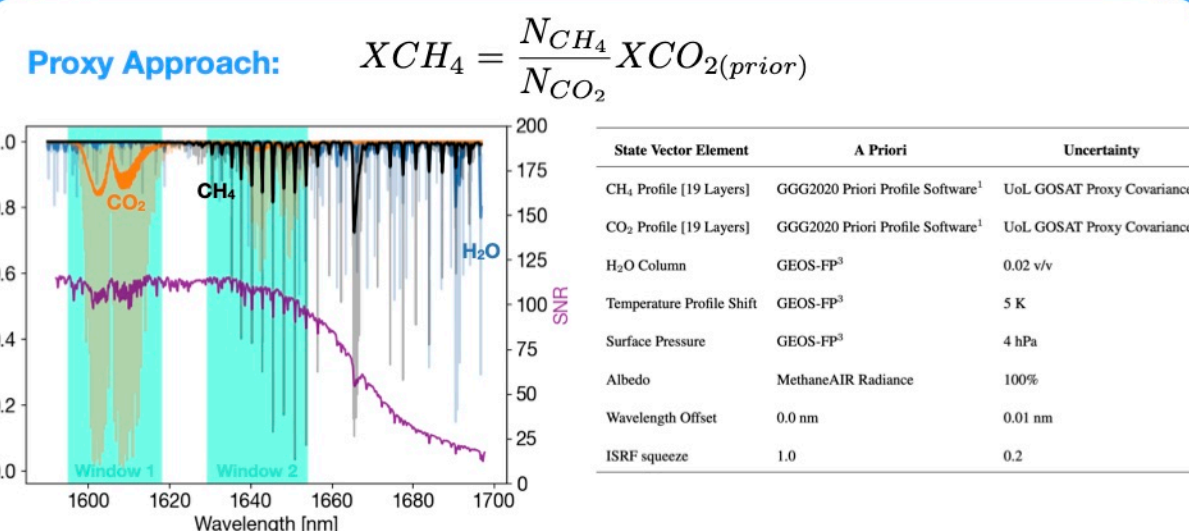 Proxy Approach:
XCH₄ = N_{CH₄} / N_{CO₂} XCO₂(prior)
200
175
150
125
100
75
50
25
0
SNR
.0
.8
.6
.4
.2
.0
CO₂
CH₄
H₂O
Window 1
Window 2
1600 1620 1640 1660 1680 1700
Wavelength [nm]
State Vector Element A Priori Uncertainty
CH₄ Profile [19 Layers] GGG2020 Priori Profile Software¹ UoL GOSAT Proxy Covariance
CO₂ Profile [19 Layers] GGG2020 Priori Profile Software¹ UoL GOSAT Proxy Covariance
H₂O Column GEOS-FP³ 0.02 v/v
Temperature Profile Shift GEOS-FP³ 5 K
Surface Pressure GEOS-FP³ 4 hPa
Albedo MethaneAIR Radiance 100%
Wavelength Offset 0.0 nm 0.01 nm
ISRF squeeze 1.0 0.2